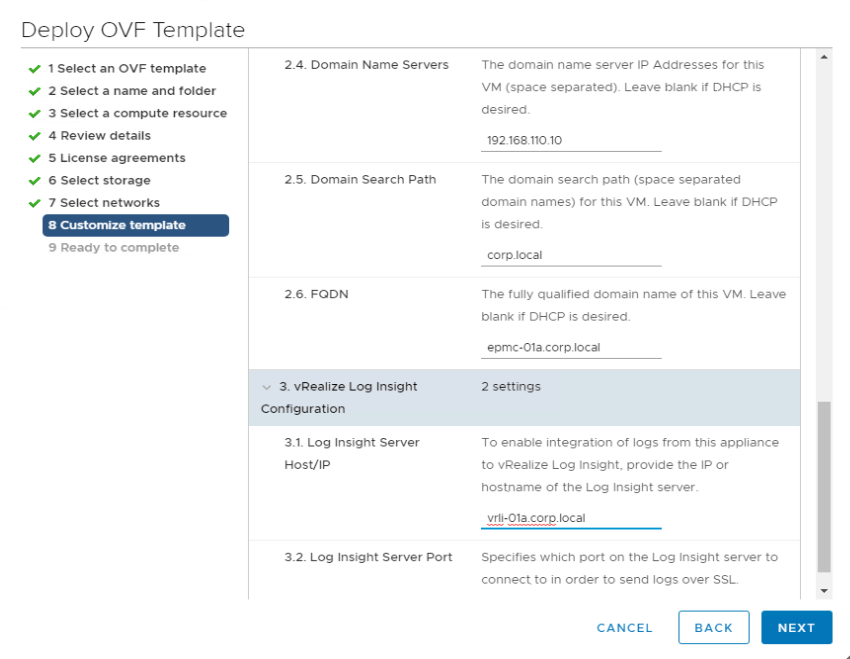 Deploy OVF Template
1 Select an OVF template
2 Select a name and folder
3 Select a compute resource
4 Review details
5 License agreements
6 Select storage
7 Select networks
8 Customize template
9 Ready to complete
2.4. Domain Name Servers
The domain name server IP Addresses for this
VM (space separated). Leave blank if DHCP is
desired.
192.168.110.10
2.5. Domain Search Path
The domain search path (space separated
domain names) for this VM. Leave blank if DHCP
is desired.
corp.local
2.6. FQDN
The fully qualified domain name of this VM. Leave
blank if DHCP is desired.
epmc-01a.corp.local
3. vRealize Log Insight
Configuration
2 settings
3.1. Log Insight Server
Host/IP
To enable integration of logs from this appliance
to vRealize Log Insight, provide the IP or
hostname of the Log Insight server.
vrli-01a.corp.local
3.2. Log Insight Server Port
Specifies which port on the Log Insight server to
connect to in order to send logs over SSL.
CANCEL
BACK
NEXT